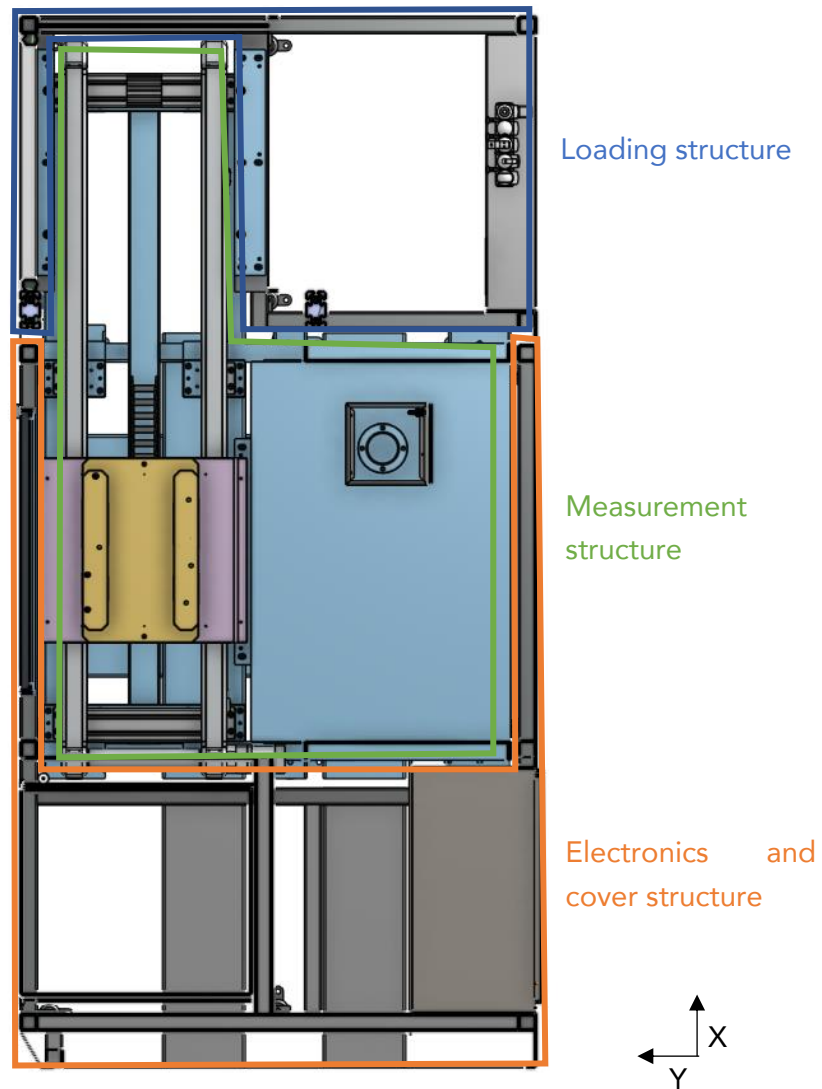 Loading structure
Measurement
structure
Electronics and
cover structure
X
Y